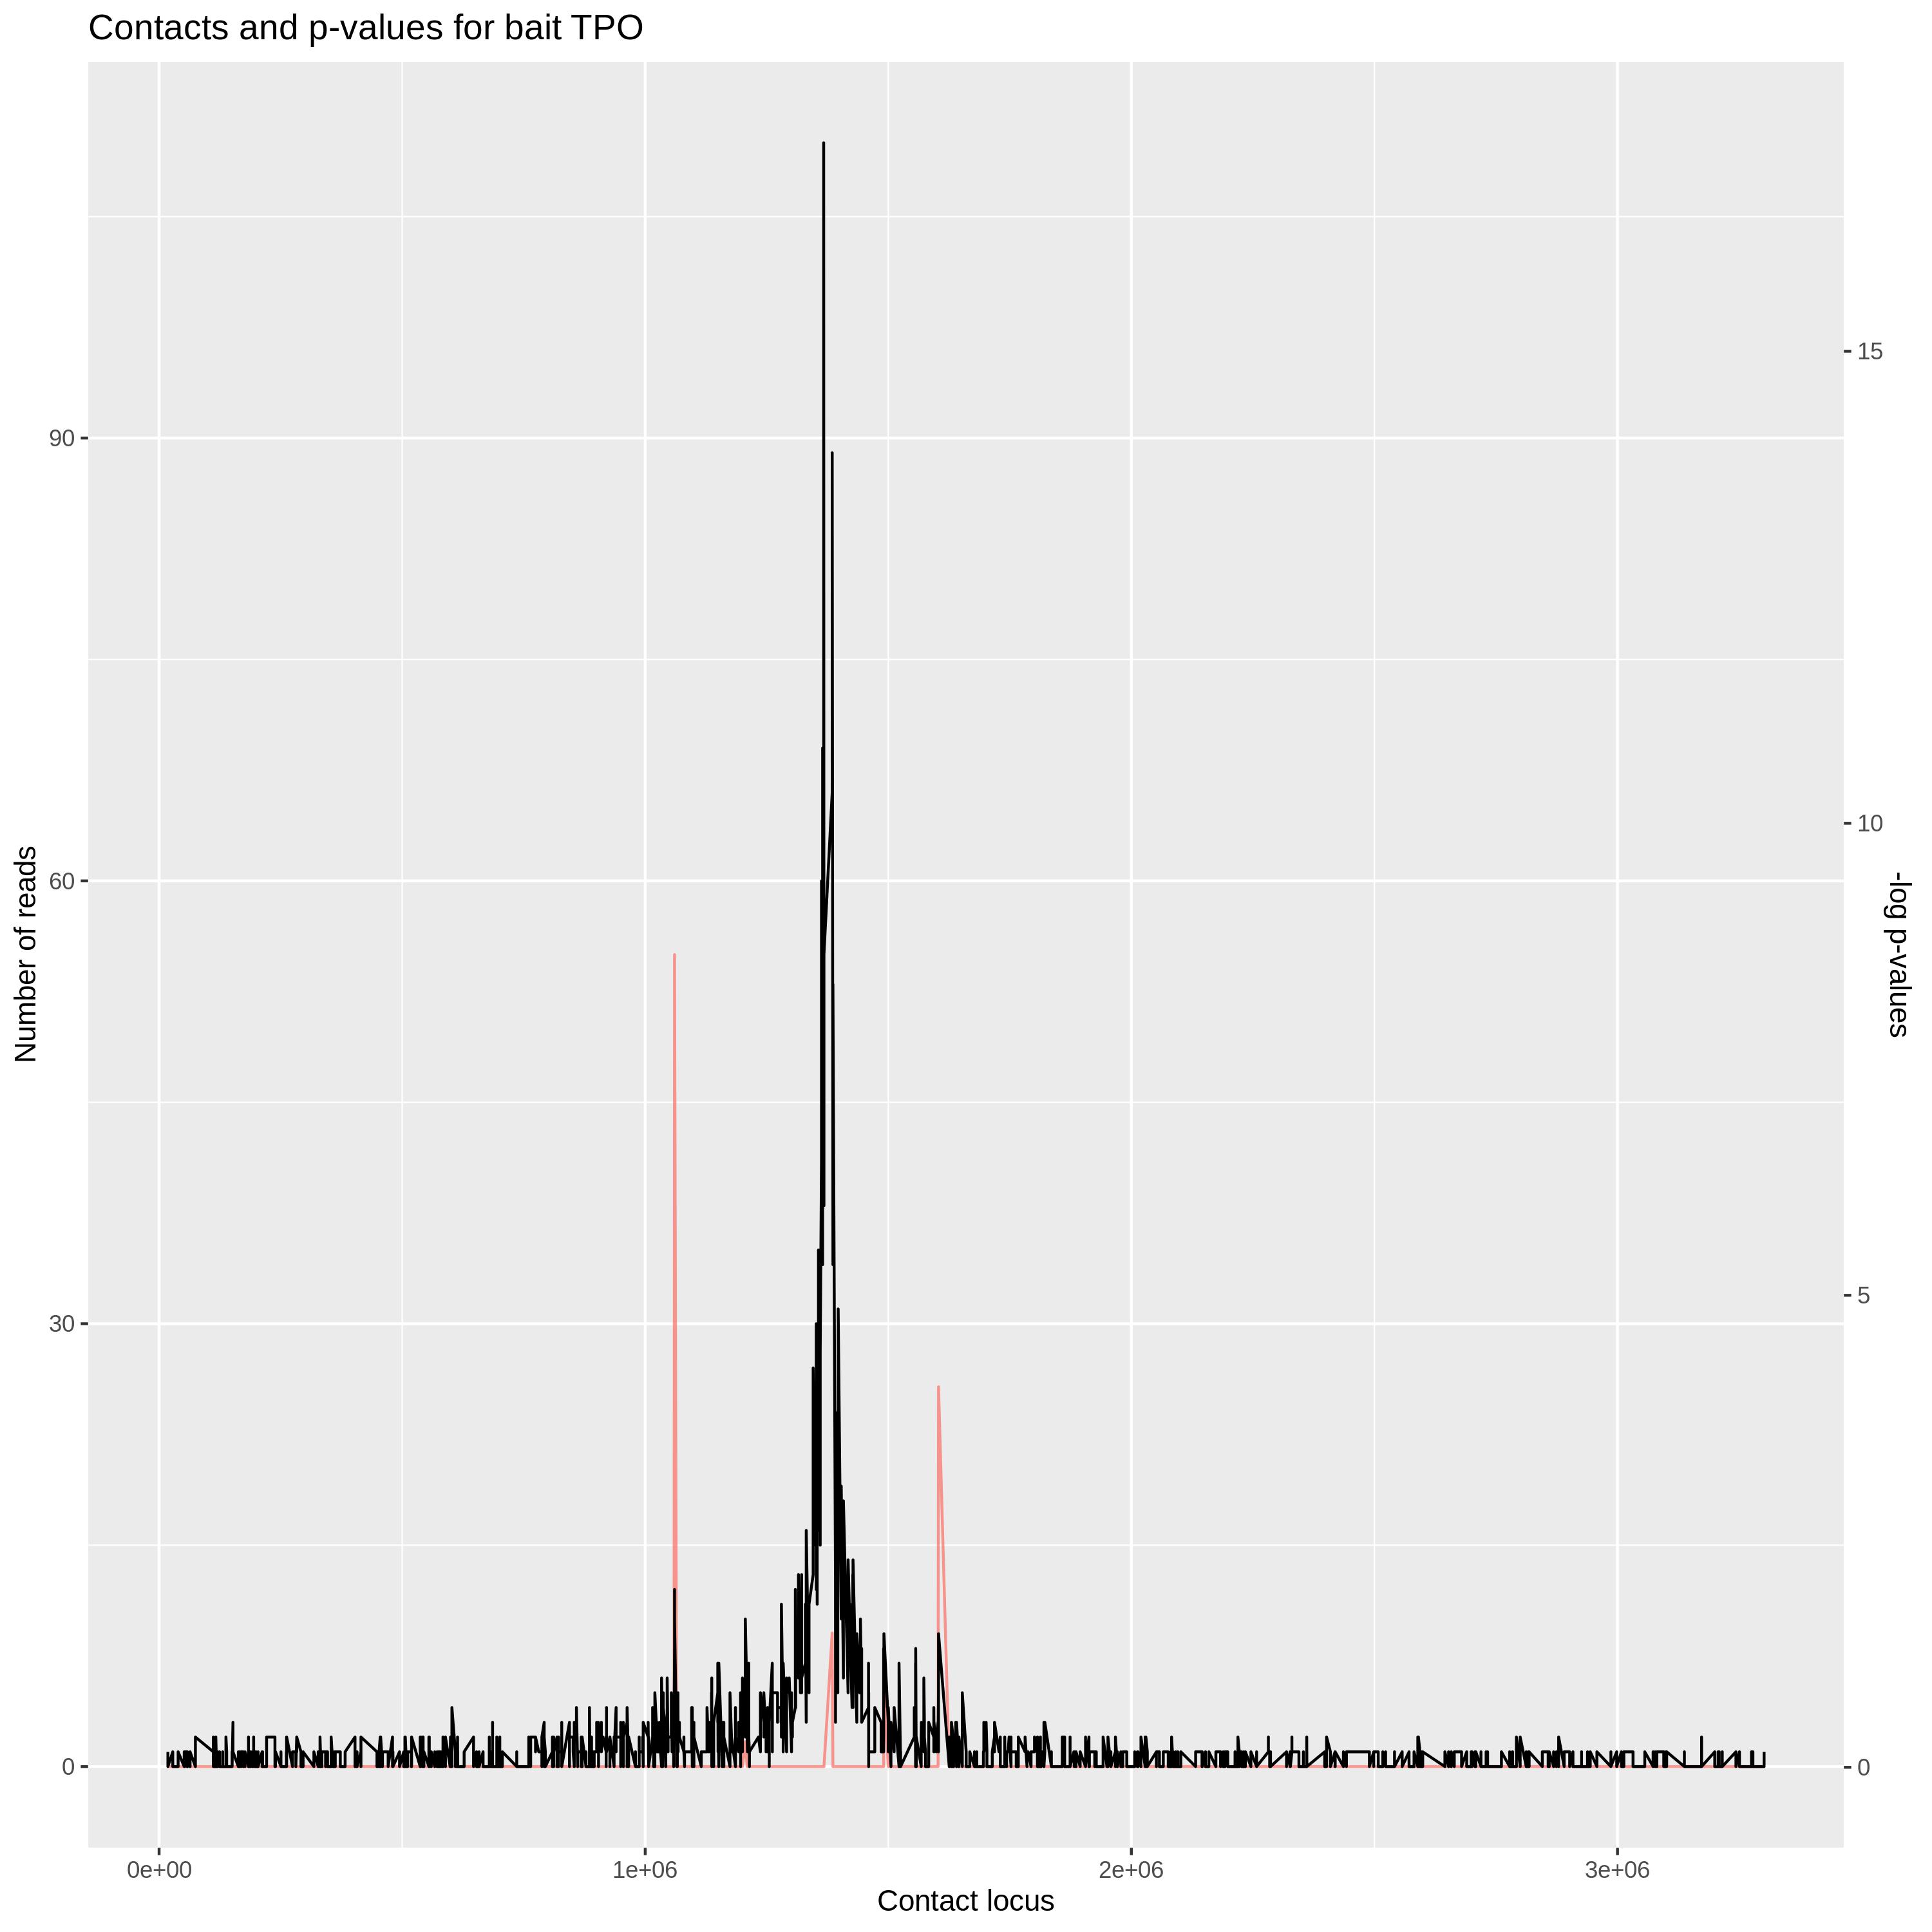 Contacts and p-values for bait TPO
90
60
30
0
Number of reads
15
10
5
0
-log p-values
0e+00 1e+06 2e+06 3e+06
Contact locus